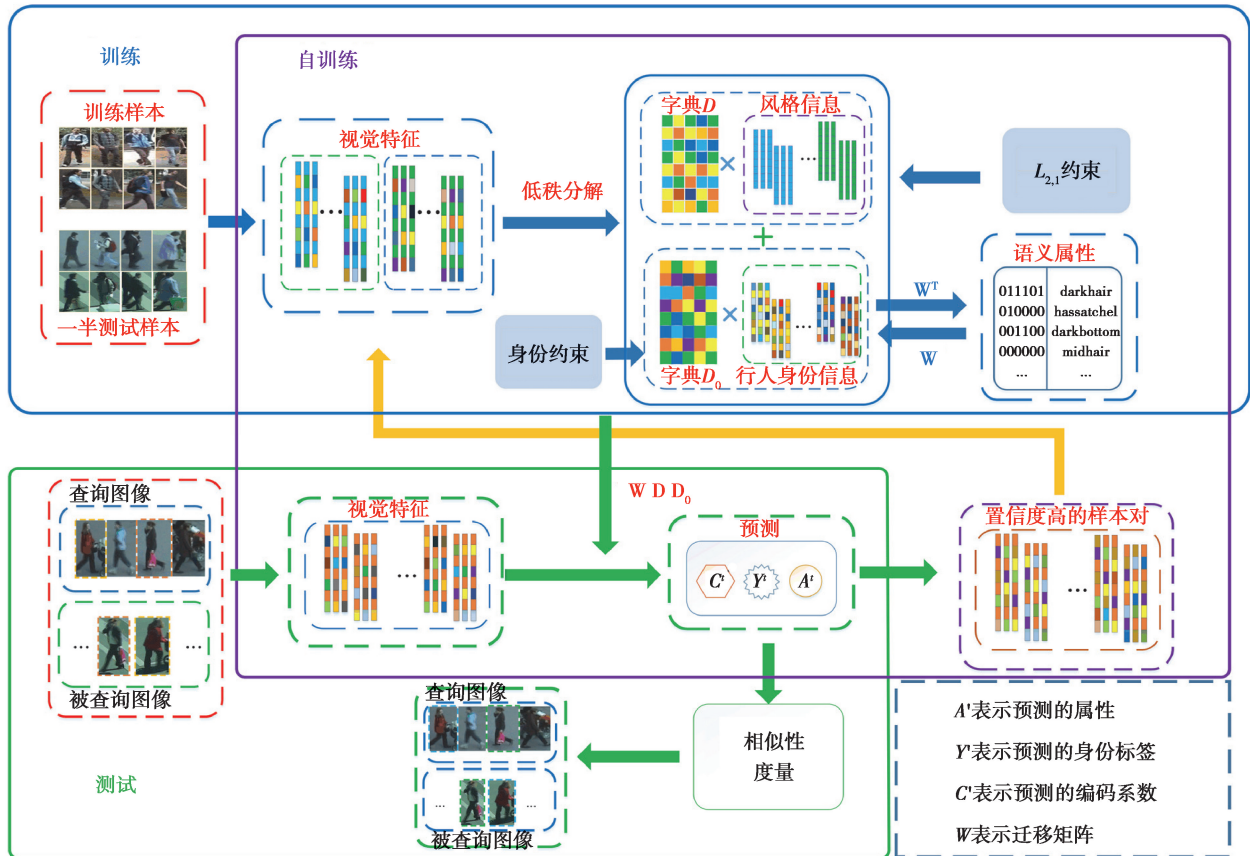 训练
自训练
训练样本
一半测试样本
视觉特征
低秩分解
字典D
风格信息
×
...
+
×
...
字典D₀
行人身份信息
身份约束
L₂,₁约束
语义属性
011101 darkhair
010000 hassatchel
001100 darkbottom
000000 midhair
... ...
Wᵀ
W
W D D₀
查询图像
... ...
被查询图像
视觉特征
...
预测
Cᵗ Yᵗ Aᵗ
置信度高的样本对
...
相似性
度量
查询图像
... ...
被查询图像
测试
A'表示预测的属性
Y'表示预测的身份标签
C'表示预测的编码系数
W表示迁移矩阵